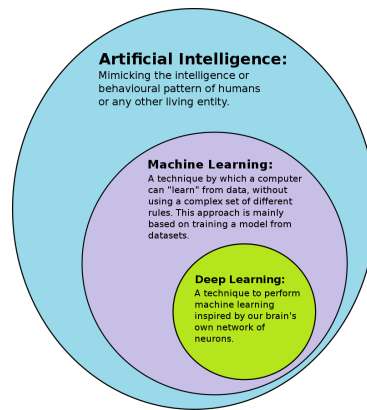 Artificial Intelligence:
Mimicking the intelligence or
behavioural pattern of humans
or any other living entity.
Machine Learning:
A technique by which a computer
can "learn" from data, without
using a complex set of different
rules. This approach is mainly
based on training a model from
datasets.
Deep Learning:
A technique to perform
machine learning
inspired by our brain's
own network of
neurons.